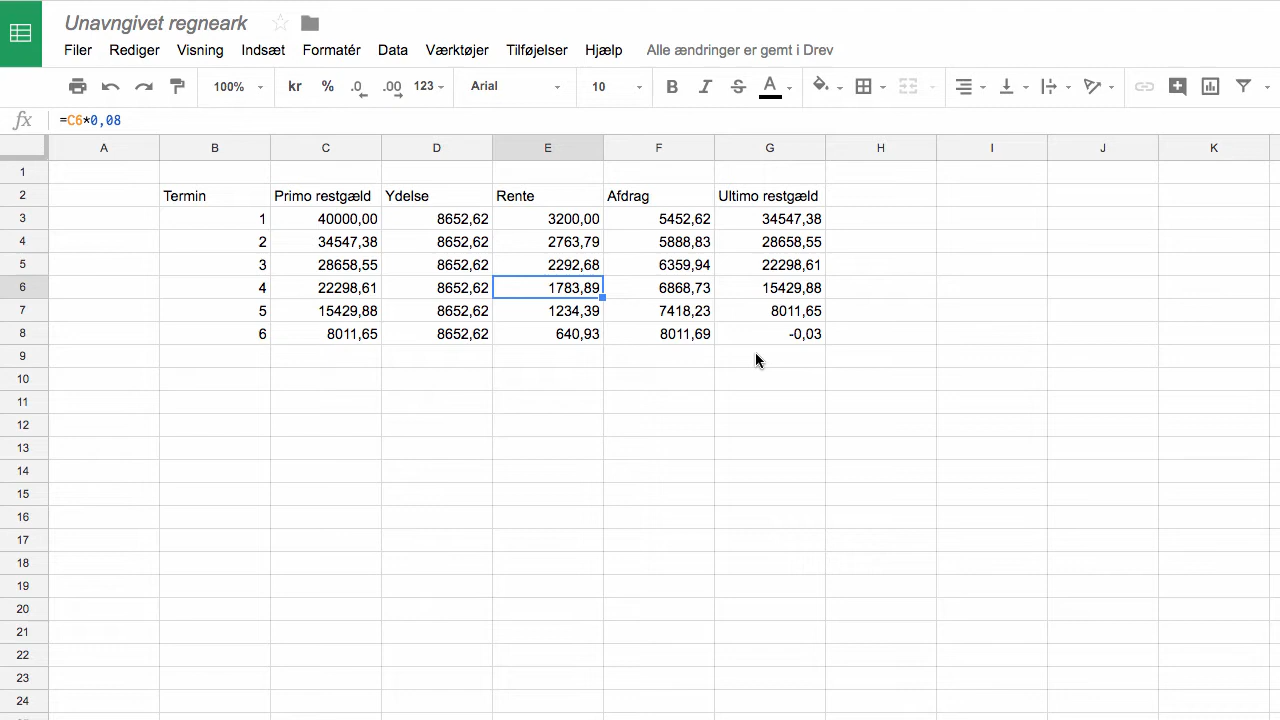 Unavngivet regneark
Filer Rediger Visning Indsæt Formatér Data Værktøjer Tilføjelser Hjælp Alle ændringer er gemt i Drev
100% kr % .0 .00 123 Arial 10 B I S A
fx =C6*0,08
A B C D E F G H I J K
1
2 Termin Primo restgæld Ydelse Rente Afdrag Ultimo restgæld
3 1 40000,00 8652,62 3200,00 5452,62 34547,38
4 2 34547,38 8652,62 2763,79 5888,83 28658,55
5 3 28658,55 8652,62 2292,68 6359,94 22298,61
6 4 22298,61 8652,62 1783,89 6868,73 15429,88
7 5 15429,88 8652,62 1234,39 7418,23 8011,65
8 6 8011,65 8652,62 640,93 8011,69 -0,03
9
10
11
12
13
14
15
16
17
18
19
20
21
22
23
24